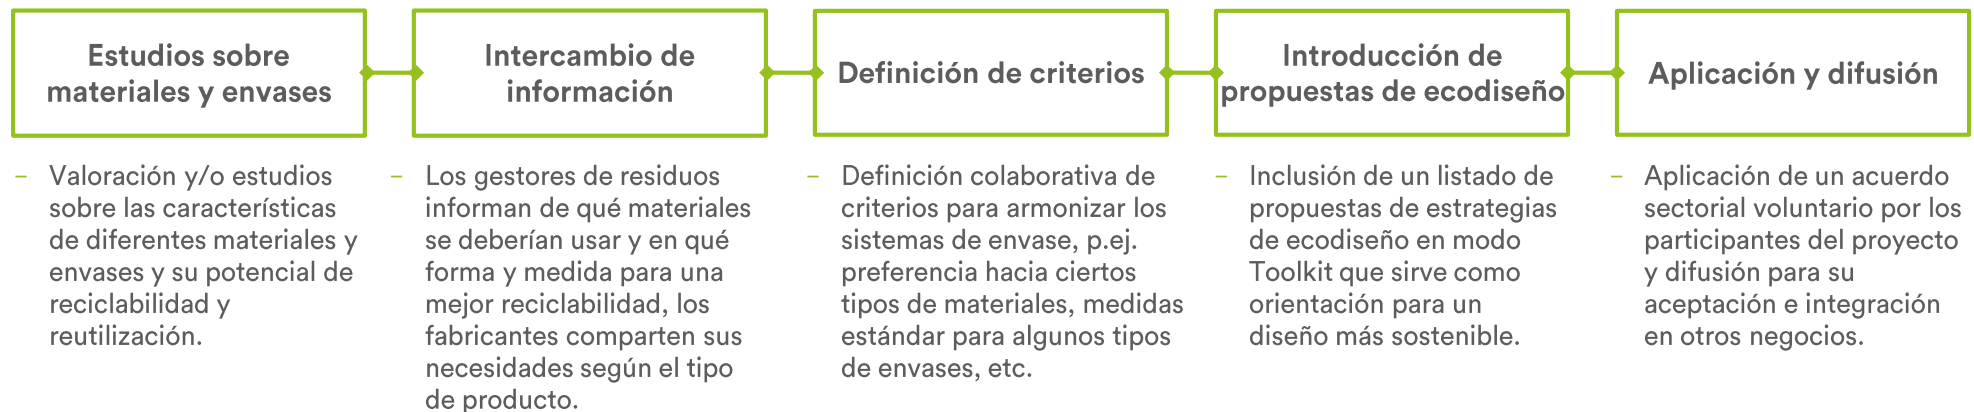 Estudios sobre
materiales y envases
Intercambio de
información
Definición de criterios
Introducción de
propuestas de ecodiseño
Aplicación y difusión
– Valoración y/o estudios
sobre las características
de diferentes materiales y
envases y su potencial de
reciclabilidad y
reutilización.
– Los gestores de residuos
informan de qué materiales
se deberían usar y en qué
forma y medida para una
mejor reciclabilidad, los
fabricantes comparten sus
necesidades según el tipo
de producto.
– Definición colaborativa de
criterios para armonizar los
sistemas de envase, p.ej.
preferencia hacia ciertos
tipos de materiales, medidas
estándar para algunos tipos
de envases, etc.
– Inclusión de un listado de
propuestas de estrategias
de ecodiseño en modo
Toolkit que sirve como
orientación para un
diseño más sostenible.
– Aplicación de un acuerdo
sectorial voluntario por los
participantes del proyecto
y difusión para su
aceptación e integración
en otros negocios.